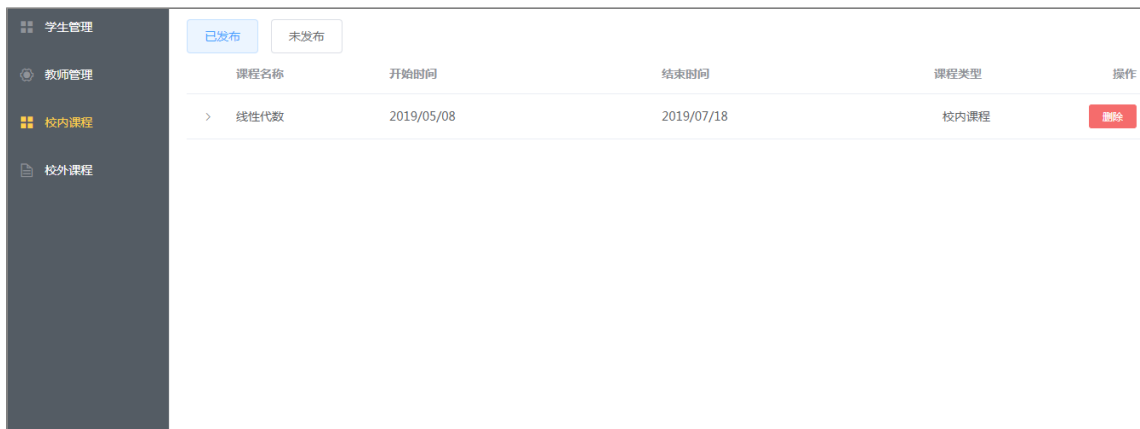 学生管理
教师管理
校内课程
校外课程
已发布 未发布
课程名称 开始时间 结束时间 课程类型 操作
线性代数 2019/05/08 2019/07/18 校内课程 删除